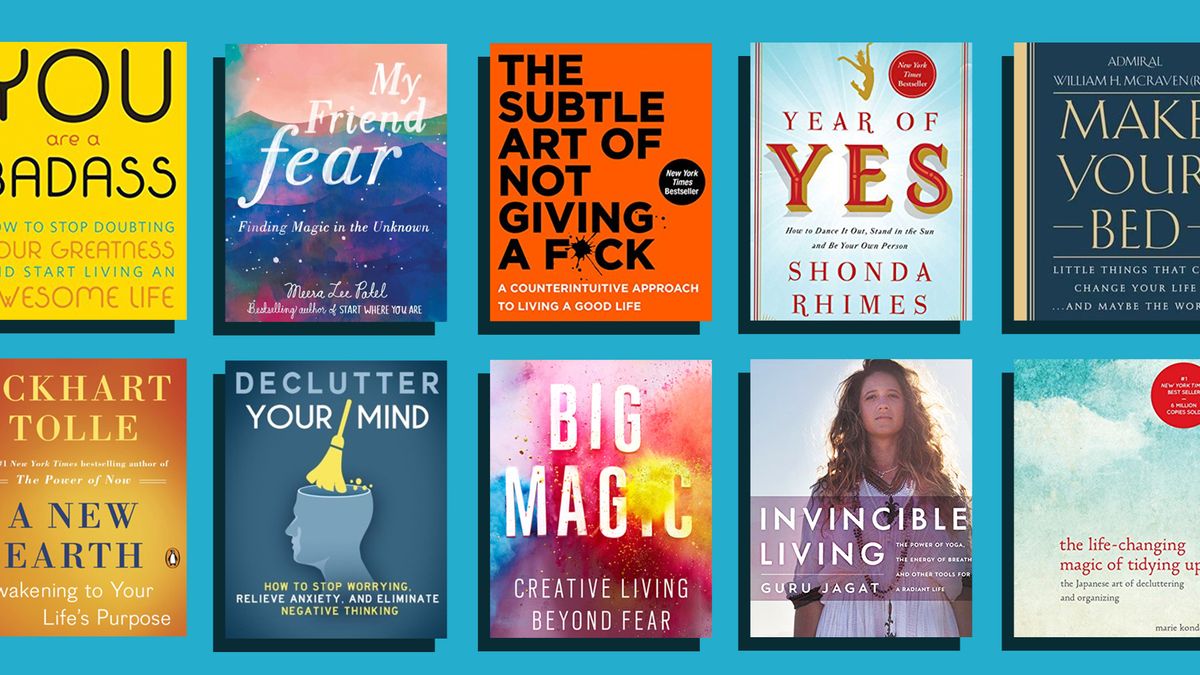 YOU
are a
BADASS
OW TO STOP DOUBTING
YOUR GREATNESS
ND START LIVING AN
AWESOME LIFE
My
Friend
fear
Finding Magic in the Unknown
Meera Lee Patel
Bestselling author of START WHERE YOU ARE
THE
SUBTLE
ART OF
NOT
GIVING
A F*CK
New York
Times
Bestseller
A COUNTERINTUITIVE APPROACH
TO LIVING A GOOD LIFE
New York
Times
Bestseller
YEAR OF
YES
How to Dance It Out, Stand in the Sun
and Be Your Own Person
SHONDA
RHIMES
ADMIRAL
WILLIAM H. MCRAVEN (R
MAKE
YOUR
BED
LITTLE THINGS THAT C
CHANGE YOUR LIFE
...AND MAYBE THE WOR
ECKHART
TOLLE
#1 New York Times bestselling author of
The Power of Now
A NEW
EARTH
wakening to Your
Life's Purpose
DECLUTTER
YOUR MIND
HOW TO STOP WORRYING,
RELIEVE ANXIETY, AND ELIMINATE
NEGATIVE THINKING
BIG
MAGIC
CREATIVE LIVING
BEYOND FEAR
INVINCIBLE
LIVING
THE POWER OF YOGA,
THE ENERGY OF BREATH
AND OTHER TOOLS FOR
A RADIANT LIFE
GURU JAGAT
#1
NEW YORK TIMES
BEST SELLER
6 MILLION
COPIES SOLD
the life-changing
magic of tidying up
the Japanese art of decluttering
and organizing
marie kond